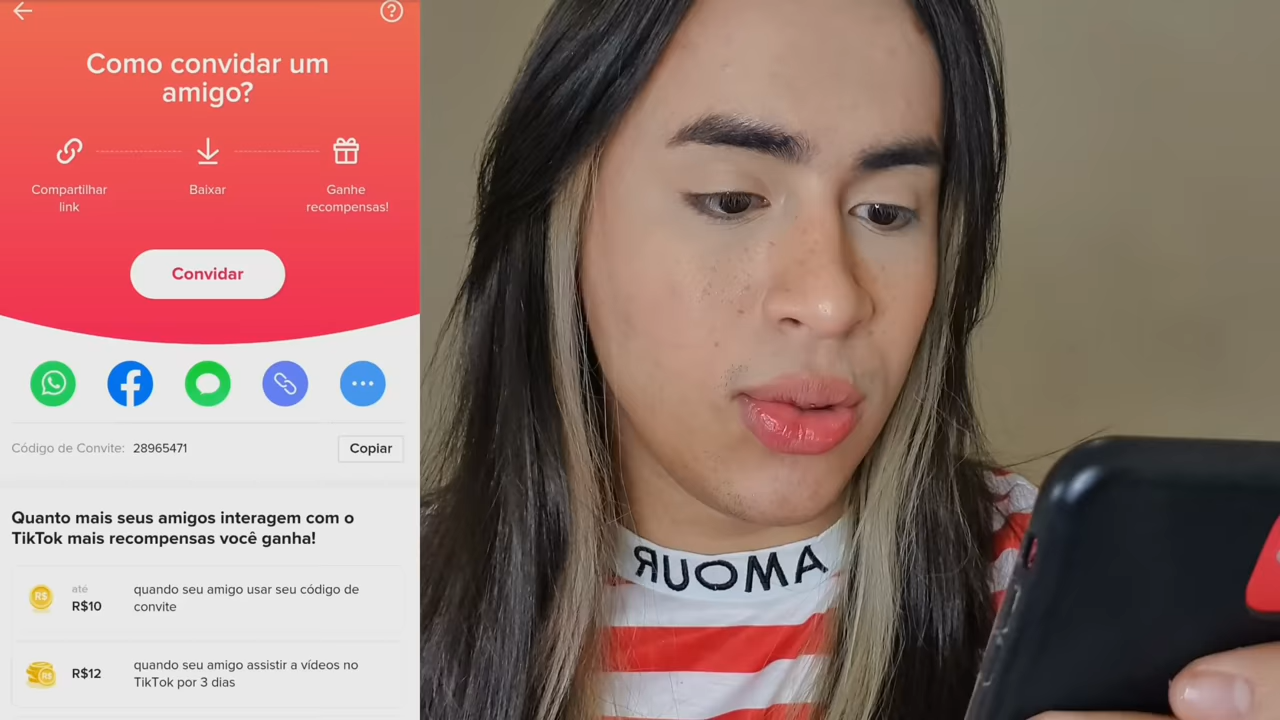 Como convidar um
amigo?
Compartilhar
link
Baixar
Ganhe
recompensas!
Convidar
Código de Convite: 28965471
Copiar
Quanto mais seus amigos interagem com o
TikTok mais recompensas você ganha!
R$
até
R$10
quando seu amigo usar seu código de
convite
R$
R$12
quando seu amigo assistir a vídeos no
TikTok por 3 dias
AMOUR